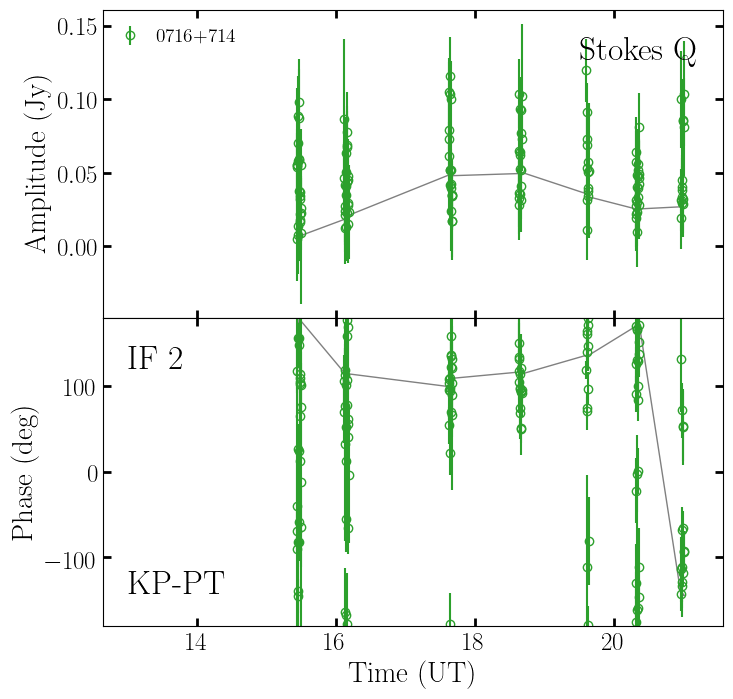 0716+714
Stokes Q
0.15
0.10
0.05
0.00
Amplitude (Jy)
IF 2
100
0
−100
Phase (deg)
KP-PT
14 16 18 20
Time (UT)